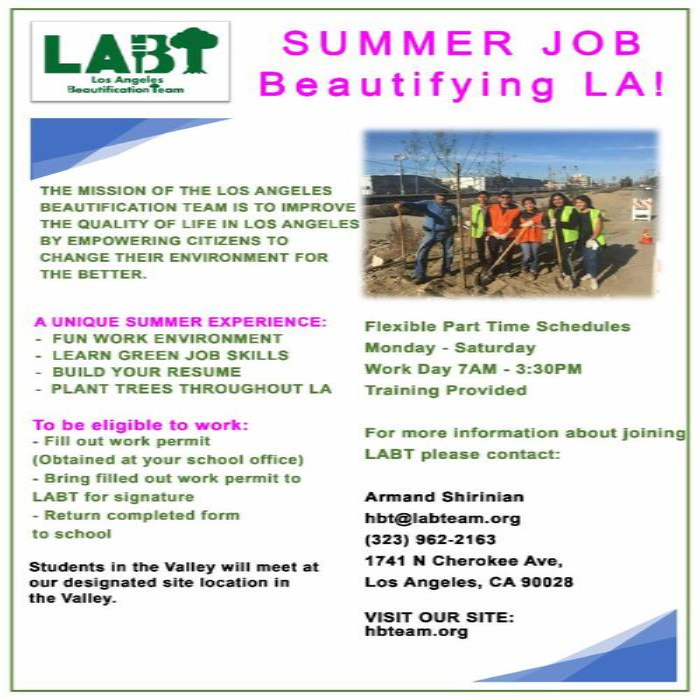 LABT
Los Angeles
Beautification Team
SUMMER JOB
Beautifying LA!
THE MISSION OF THE LOS ANGELES
BEAUTIFICATION TEAM IS TO IMPROVE
THE QUALITY OF LIFE IN LOS ANGELES
BY EMPOWERING CITIZENS TO
CHANGE THEIR ENVIRONMENT FOR
THE BETTER.
A UNIQUE SUMMER EXPERIENCE:
- FUN WORK ENVIRONMENT
- LEARN GREEN JOB SKILLS
- BUILD YOUR RESUME
- PLANT TREES THROUGHOUT LA
To be eligible to work:
- Fill out work permit
(Obtained at your school office)
- Bring filled out work permit to
LABT for signature
- Return completed form
to school
Students in the Valley will meet at
our designated site location in
the Valley.
Flexible Part Time Schedules
Monday - Saturday
Work Day 7AM - 3:30PM
Training Provided
For more information about joining
LABT please contact:
Armand Shirinian
hbt@labteam.org
(323) 962-2163
1741 N Cherokee Ave,
Los Angeles, CA 90028
VISIT OUR SITE:
hbteam.org